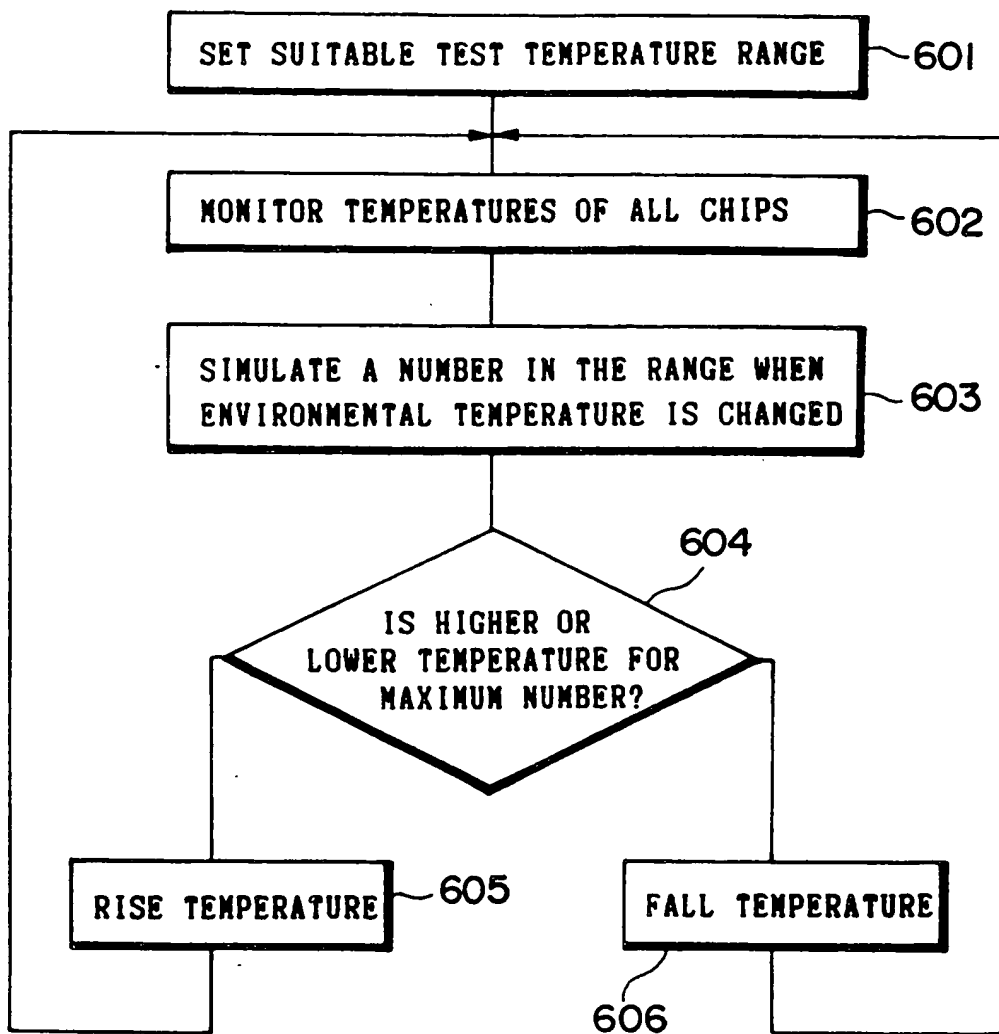 SET SUITABLE TEST TEMPERATURE RANGE
601
MONITOR TEMPERATURES OF ALL CHIPS
602
SIMULATE A NUMBER IN THE RANGE WHEN
ENVIRONMENTAL TEMPERATURE IS CHANGED
603
604
IS HIGHER OR
LOWER TEMPERATURE FOR
MAXIMUM NUMBER?
RISE TEMPERATURE
605
FALL TEMPERATURE
606